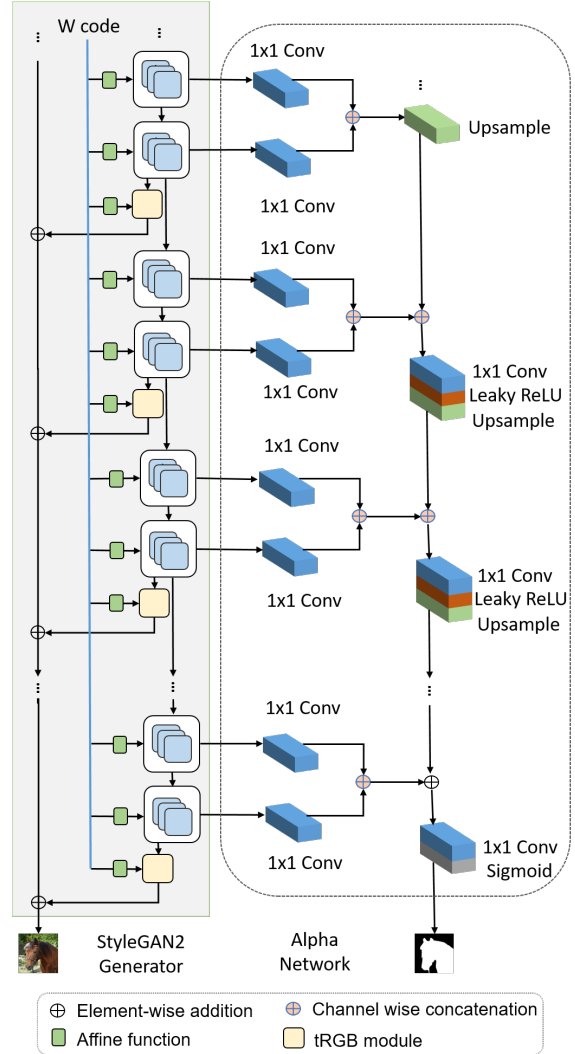 W code
1x1 Conv
Upsample
1x1 Conv
1x1 Conv
1x1 Conv
1x1 Conv
Leaky ReLU
Upsample
1x1 Conv
1x1 Conv
1x1 Conv
Leaky ReLU
Upsample
1x1 Conv
1x1 Conv
1x1 Conv
Sigmoid
StyleGAN2
Generator
Alpha
Network
Element-wise addition
Channel wise concatenation
Affine function
tRGB module